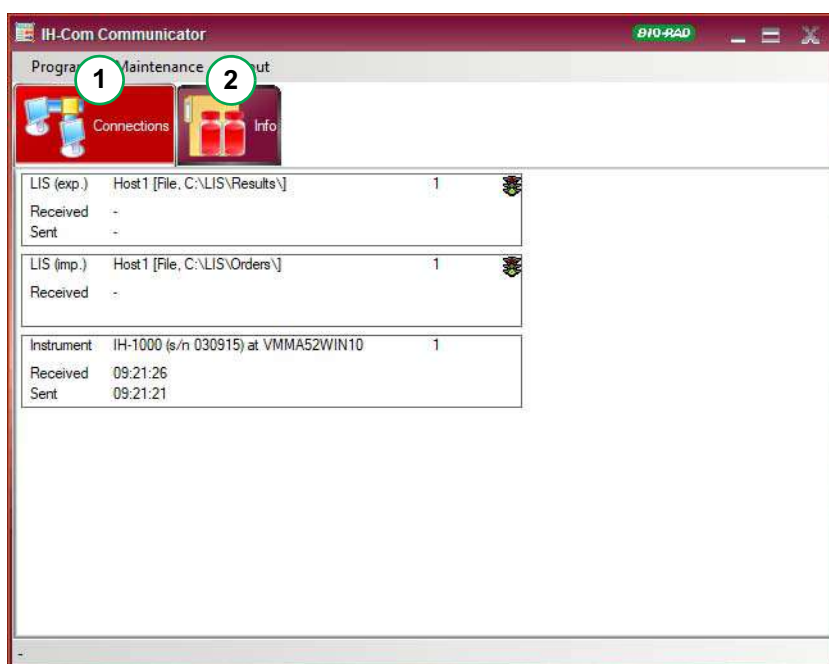 IH-Com Communicator BIO-RAD
Maintenance
1 2
Connections Info
LIS (exp.) Host1 [File, C:\LIS\Results\] 1
Received -
Sent -
LIS (imp.) Host1 [File, C:\LIS\Orders\] 1
Received -
Instrument IH-1000 (s/n 030915) at VMMA52WIN10 1
Received 09:21:26
Sent 09:21:21
-